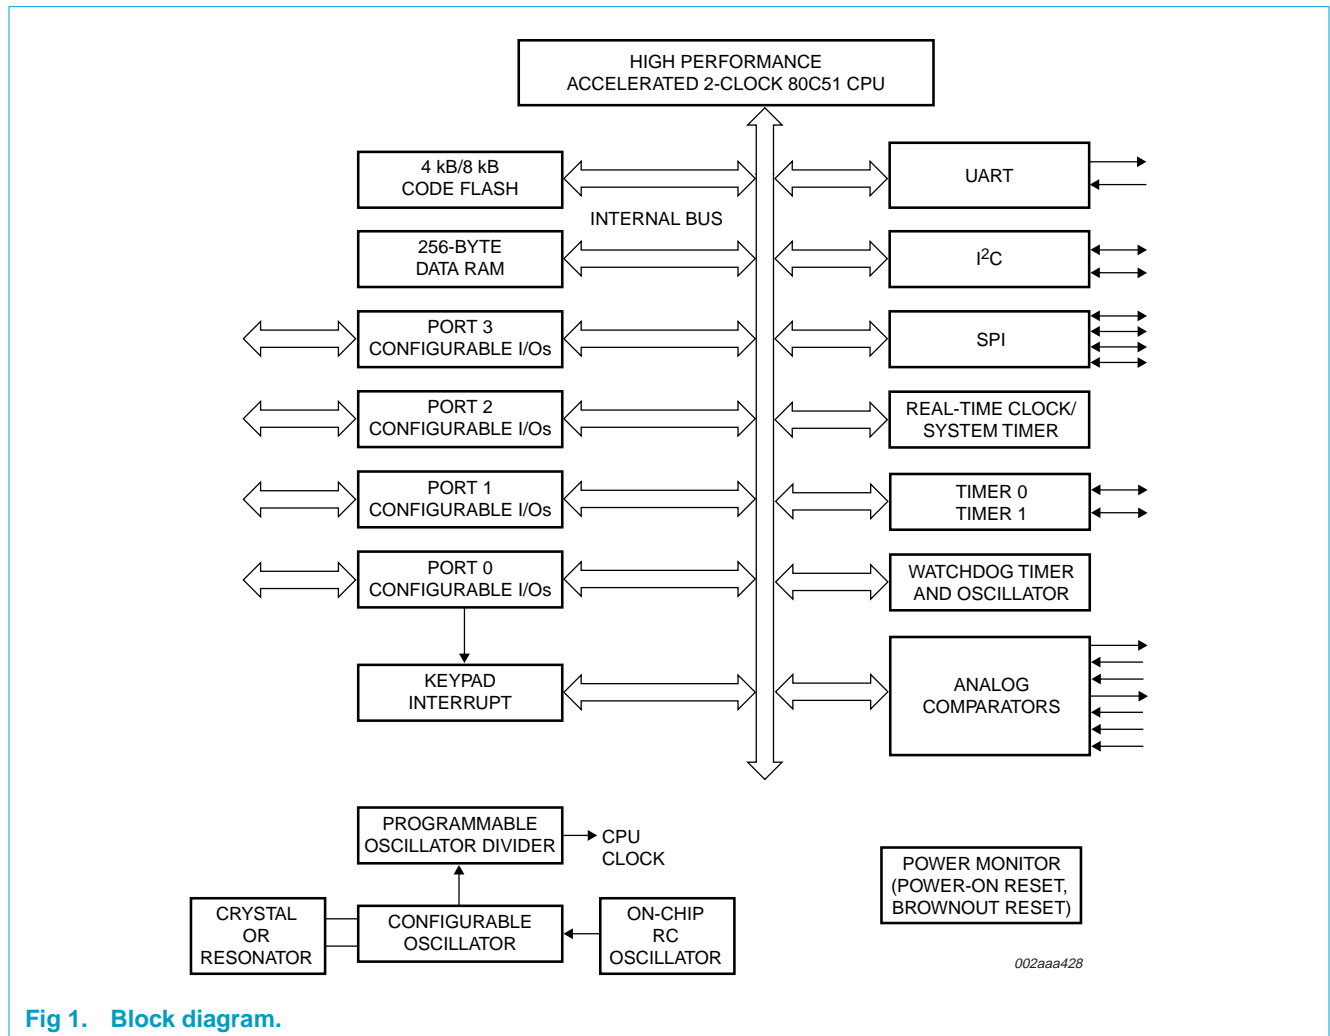 HIGH PERFORMANCE
ACCELERATED 2-CLOCK 80C51 CPU
4 kB/8 kB
CODE FLASH
UART
INTERNAL BUS
256-BYTE
DATA RAM
I²C
PORT 3
CONFIGURABLE I/Os
SPI
PORT 2
CONFIGURABLE I/Os
REAL-TIME CLOCK/
SYSTEM TIMER
PORT 1
CONFIGURABLE I/Os
TIMER 0
TIMER 1
PORT 0
CONFIGURABLE I/Os
WATCHDOG TIMER
AND OSCILLATOR
KEYPAD
INTERRUPT
ANALOG
COMPARATORS
PROGRAMMABLE
OSCILLATOR DIVIDER
CPU
CLOCK
POWER MONITOR
(POWER-ON RESET,
BROWNOUT RESET)
CRYSTAL
OR
RESONATOR
CONFIGURABLE
OSCILLATOR
ON-CHIP
RC
OSCILLATOR
002aaa428
Fig 1. Block diagram.